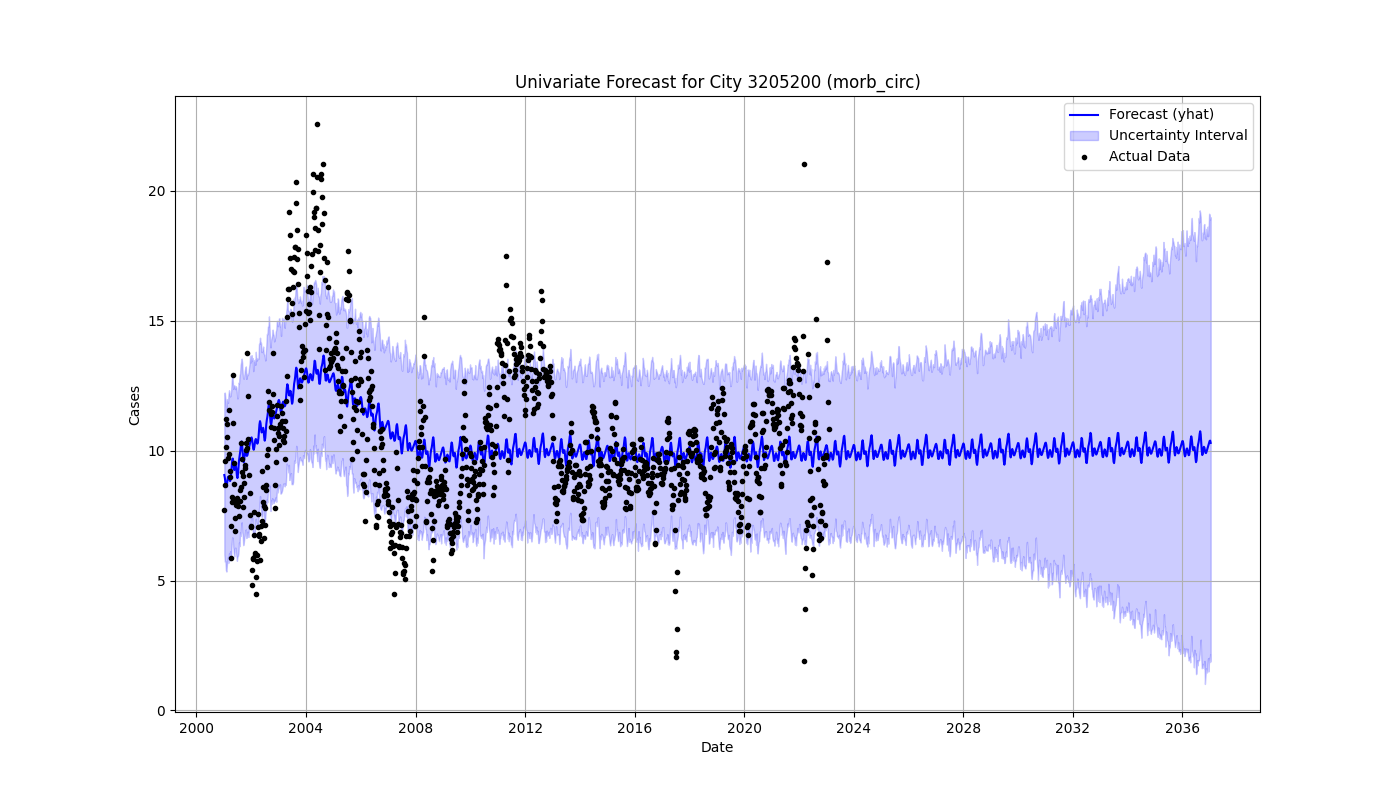 Univariate Forecast for City 3205200 (morb_circ)
Forecast (yhat)
Uncertainty Interval
Actual Data
20
15
10
5
0
Cases
2000 2004 2008 2012 2016 2020 2024 2028 2032 2036
Date